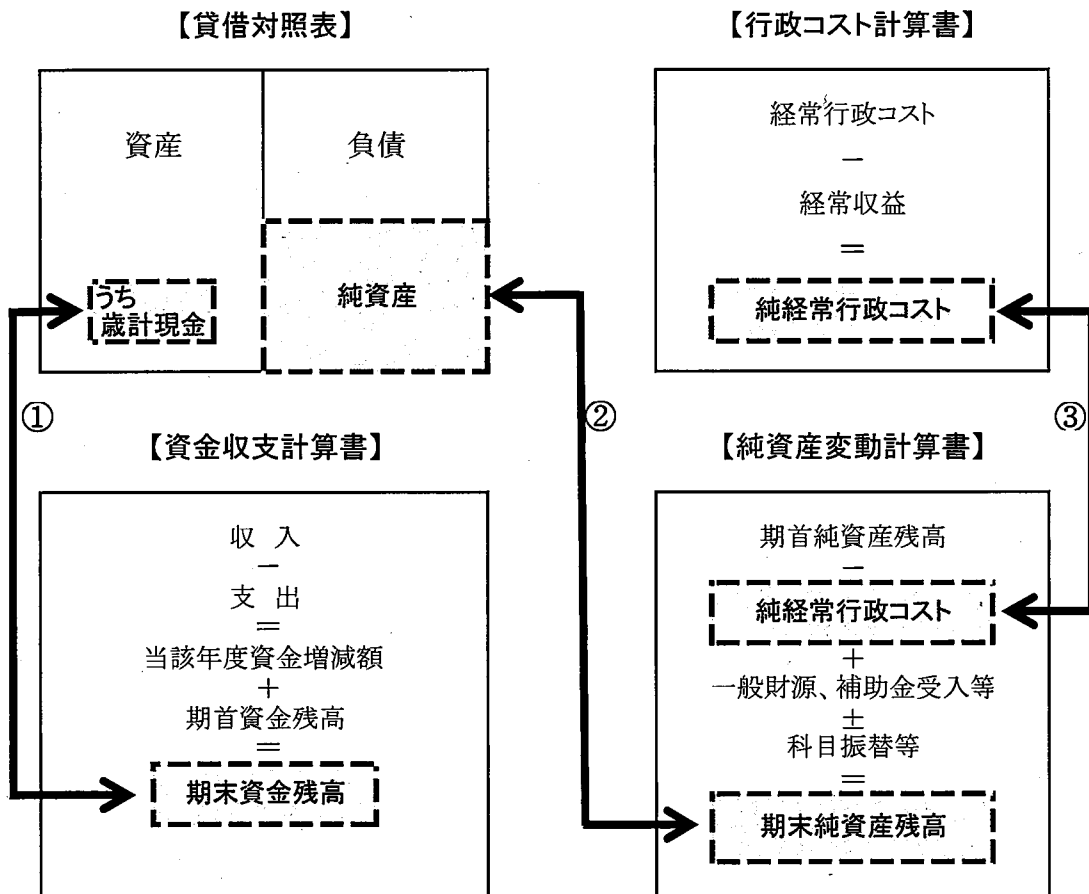 【貸借対照表】
資産
負債
うち
歳計現金
純資産
【行政コスト計算書】
経常行政コスト
−
経常収益
＝
純経常行政コスト
①
②
③
【資金収支計算書】
収 入
−
支 出
＝
当該年度資金増減額
＋
期首資金残高
＝
期末資金残高
【純資産変動計算書】
期首純資産残高
−
純経常行政コスト
＋
一般財源、補助金受入等
±
科目振替等
＝
期末純資産残高